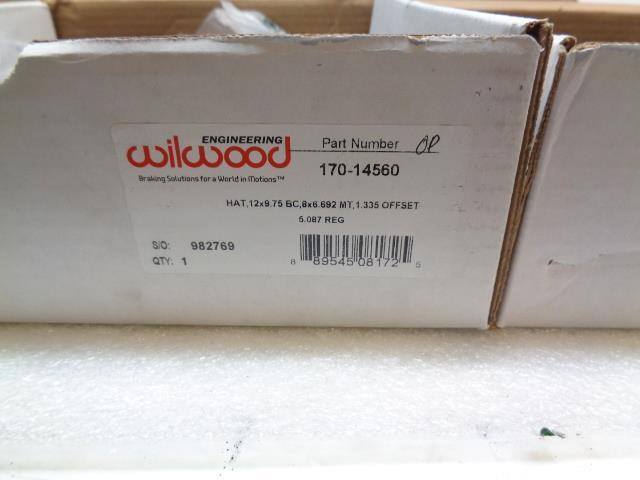 ENGINEERING
wilwood
Braking Solutions for a World in Motions™
Part Number OP
170-14560
HAT,12x9.75 BC,8x6.692 MT,1.335 OFFSET
5.087 REG
S/O: 982769
QTY: 1
8 89545 08172 5